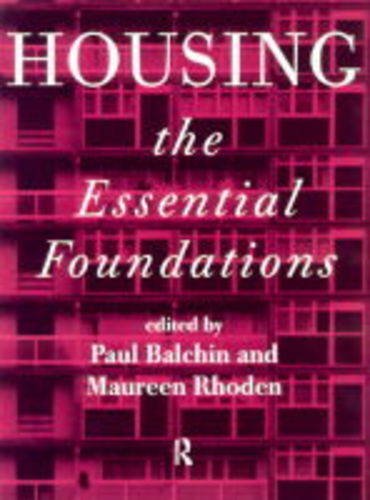 HOUSING
the
Essential
Foundations
edited by
Paul Balchin and
Maureen Rhoden
R